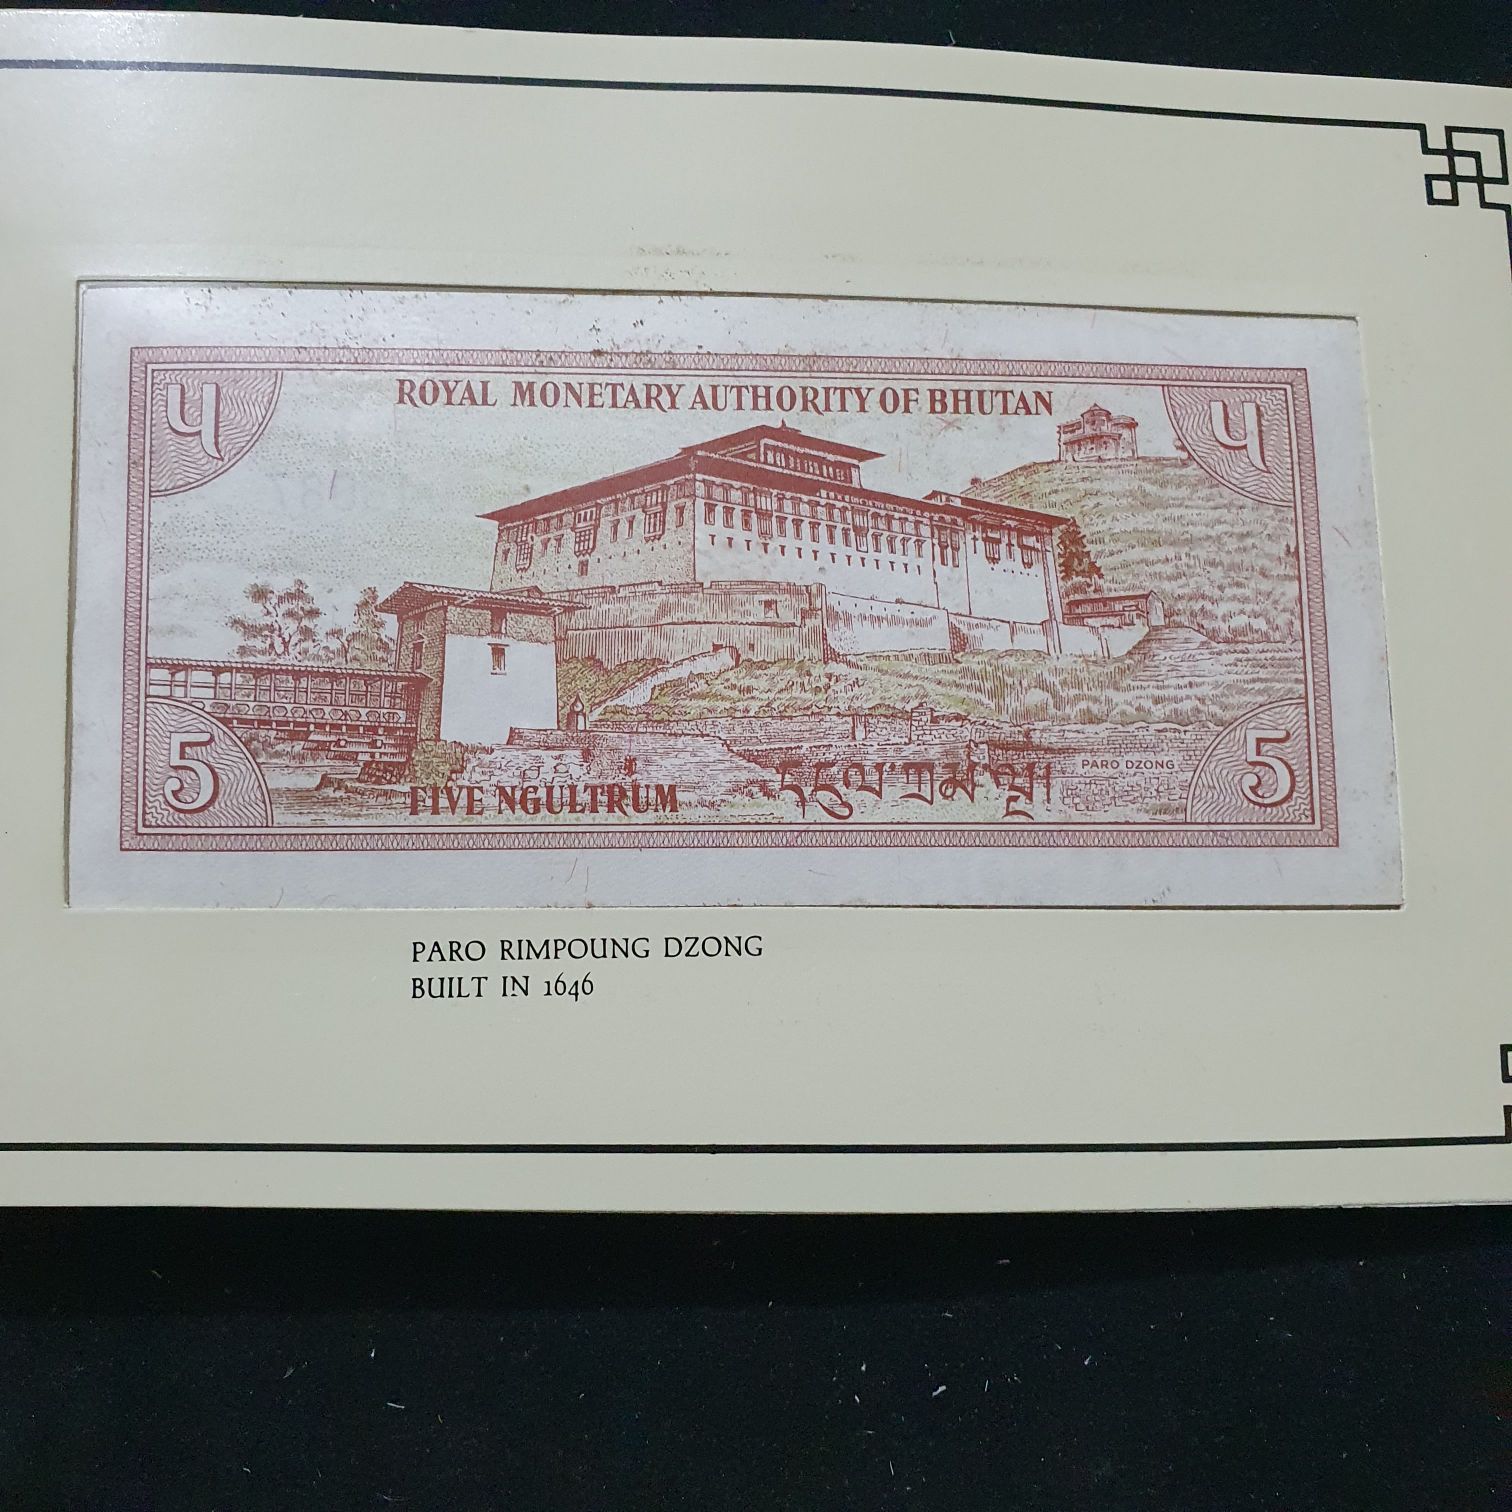 ༥ ༥
ROYAL MONETARY AUTHORITY OF BHUTAN
PARO DZONG
5 FIVE NGULTRUM དངུལ་ཀྲམ་ལྔ། 5
PARO RIMPOUNG DZONG
BUILT IN 1646